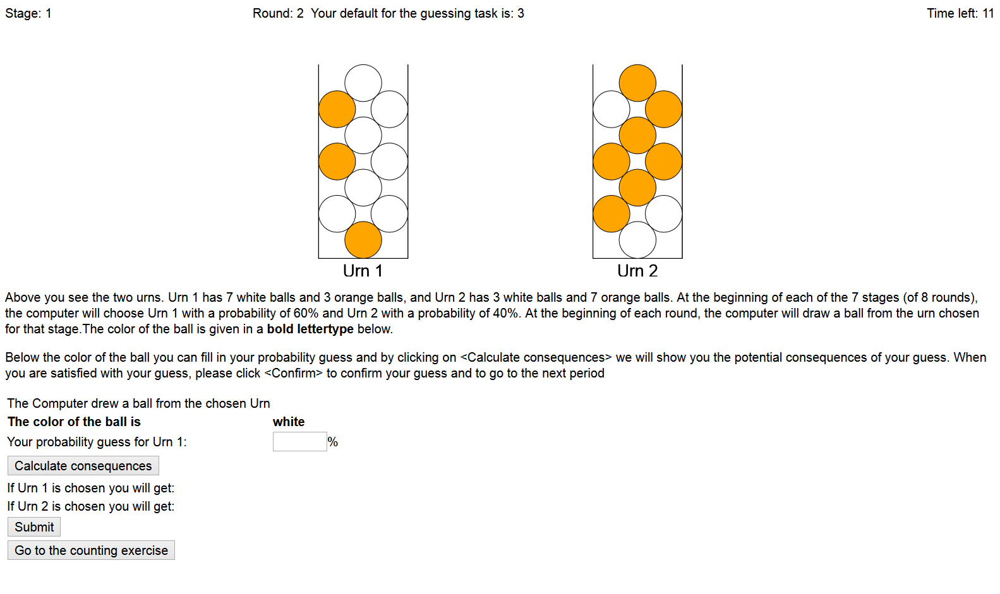 Stage: 1 Round: 2 Your default for the guessing task is: 3 Time left: 11
Urn 1 Urn 2
Above you see the two urns. Urn 1 has 7 white balls and 3 orange balls, and Urn 2 has 3 white balls and 7 orange balls. At the beginning of each of the 7 stages (of 8 rounds),
the computer will choose Urn 1 with a probability of 60% and Urn 2 with a probability of 40%. At the beginning of each round, the computer will draw a ball from the urn chosen
for that stage.The color of the ball is given in a bold lettertype below.
Below the color of the ball you can fill in your probability guess and by clicking on <Calculate consequences> we will show you the potential consequences of your guess. When
you are satisfied with your guess, please click <Confirm> to confirm your guess and to go to the next period
The Computer drew a ball from the chosen Urn
The color of the ball is white
Your probability guess for Urn 1: %
Calculate consequences
If Urn 1 is chosen you will get:
If Urn 2 is chosen you will get:
Submit
Go to the counting exercise